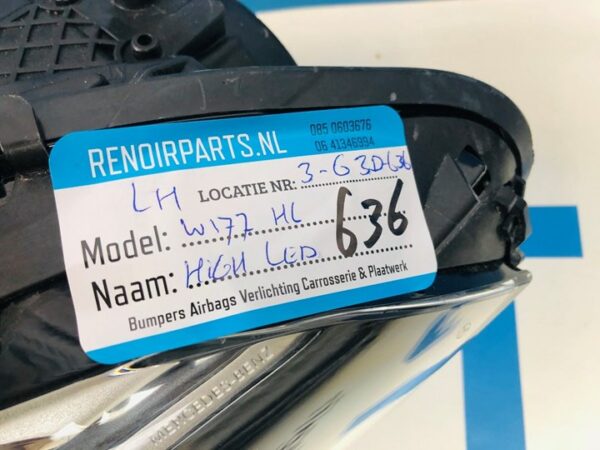 RENOIRPARTS.NL
085 0603676
06 41346994
LH LOCATIE NR: 3-G3D636
Model: W177 HL
636
Naam: HIGH LED
Bumpers Airbags Verlichting Carrosserie & Plaatwerk
MERCEDES-BENZ